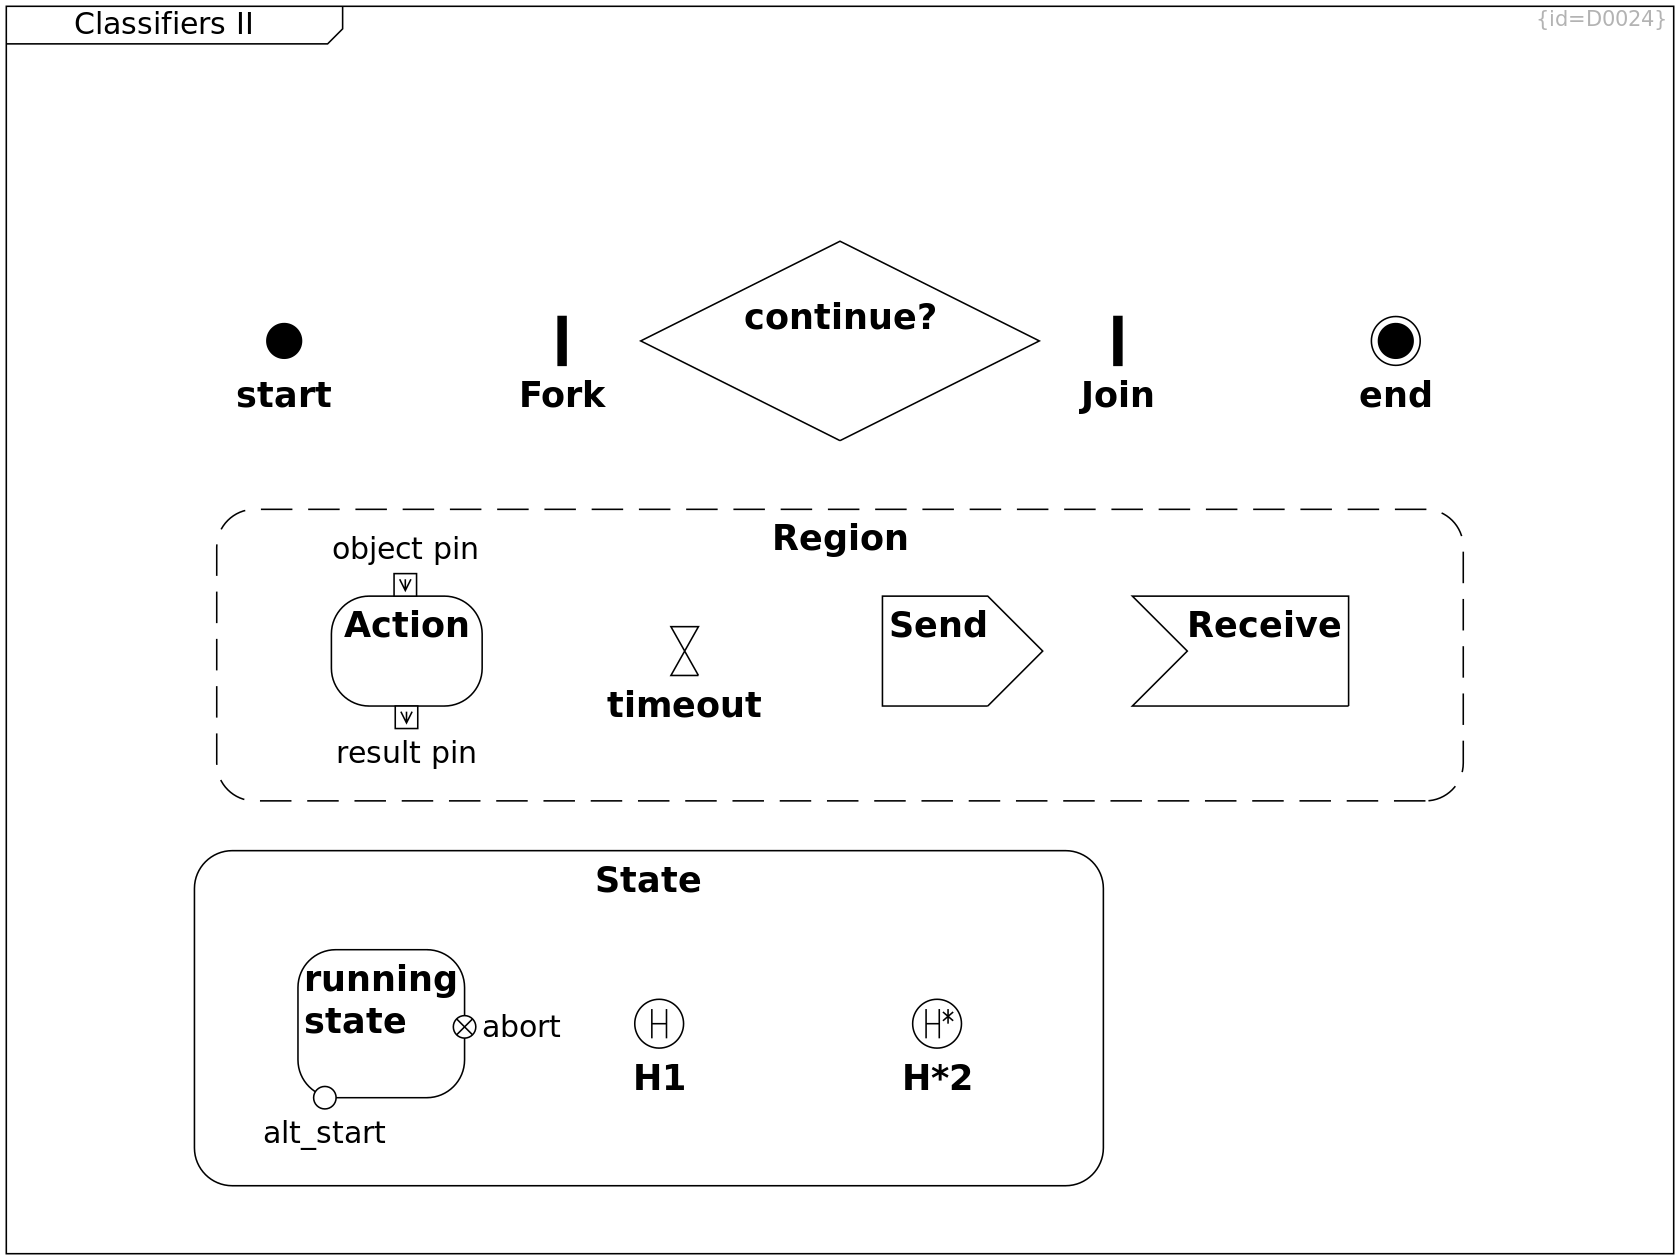 Classifiers II
{id=D0024}
continue?
start
Fork
Join
end
Region
object pin
Action
Send
Receive
timeout
result pin
State
running
state
abort
H
H*
H1
H*2
alt_start